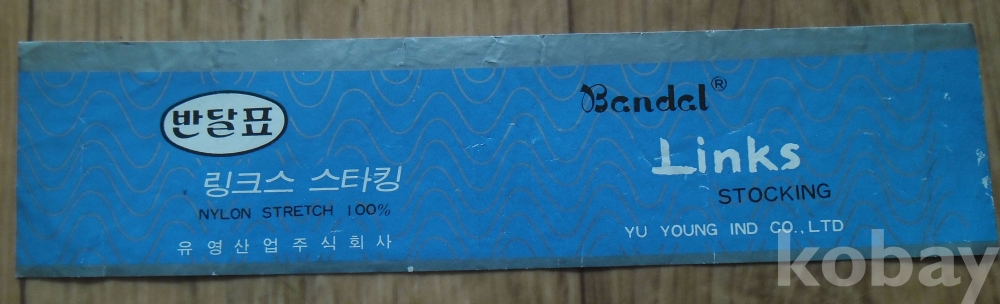 반달표
링크스 스타킹
NYLON STRETCH 100%
유영산업주식회사
Bandal®
Links
STOCKING
YU YOUNG IND CO., LTD
kobay